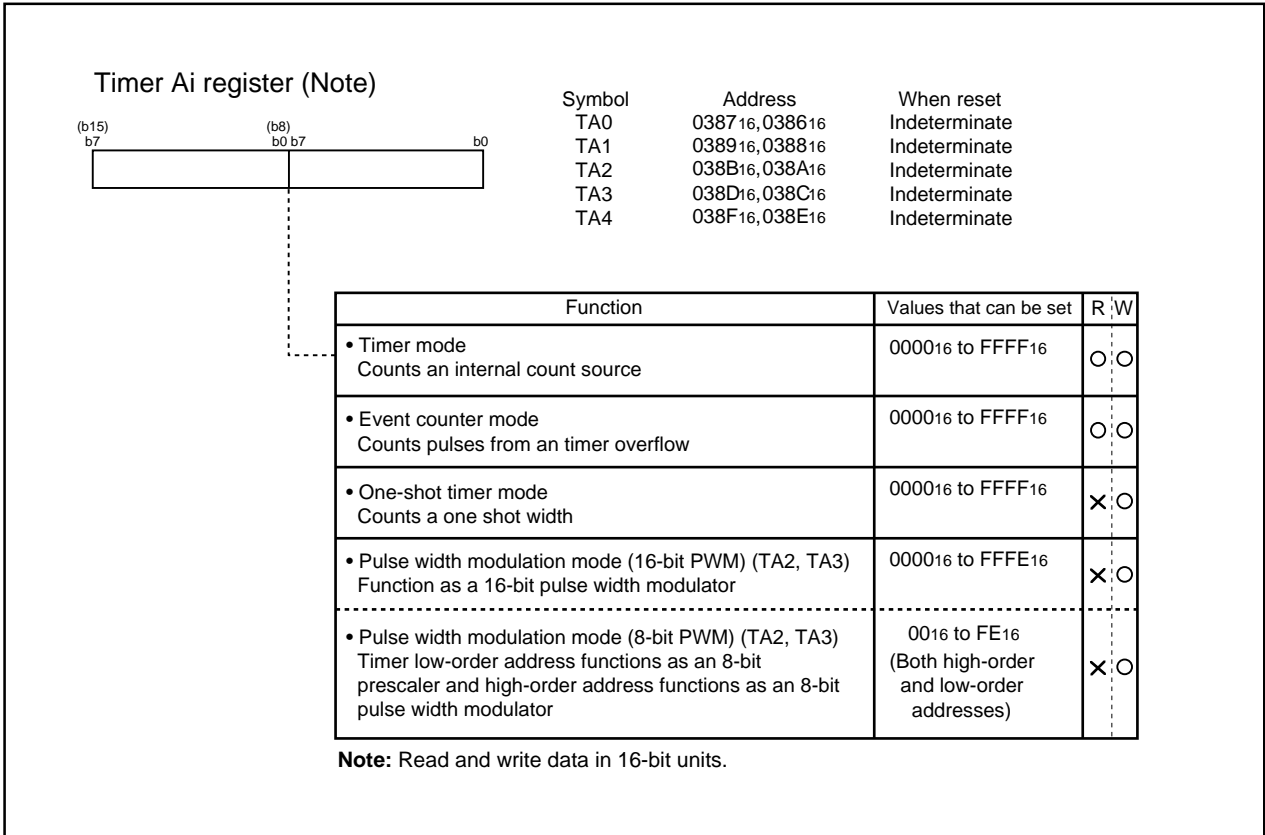 Timer Ai register (Note)
(b15) (b8)
b7 b0 b7 b0
Symbol Address When reset
TA0 038716,038616 Indeterminate
TA1 038916,038816 Indeterminate
TA2 038B16,038A16 Indeterminate
TA3 038D16,038C16 Indeterminate
TA4 038F16,038E16 Indeterminate
Function Values that can be set R W
• Timer mode 000016 to FFFF16
Counts an internal count source
• Event counter mode 000016 to FFFF16
Counts pulses from an timer overflow
• One-shot timer mode 000016 to FFFF16
Counts a one shot width
• Pulse width modulation mode (16-bit PWM) (TA2, TA3) 000016 to FFFE16
Function as a 16-bit pulse width modulator
• Pulse width modulation mode (8-bit PWM) (TA2, TA3) 0016 to FE16
Timer low-order address functions as an 8-bit (Both high-order
prescaler and high-order address functions as an 8-bit and low-order
pulse width modulator addresses)
Note: Read and write data in 16-bit units.